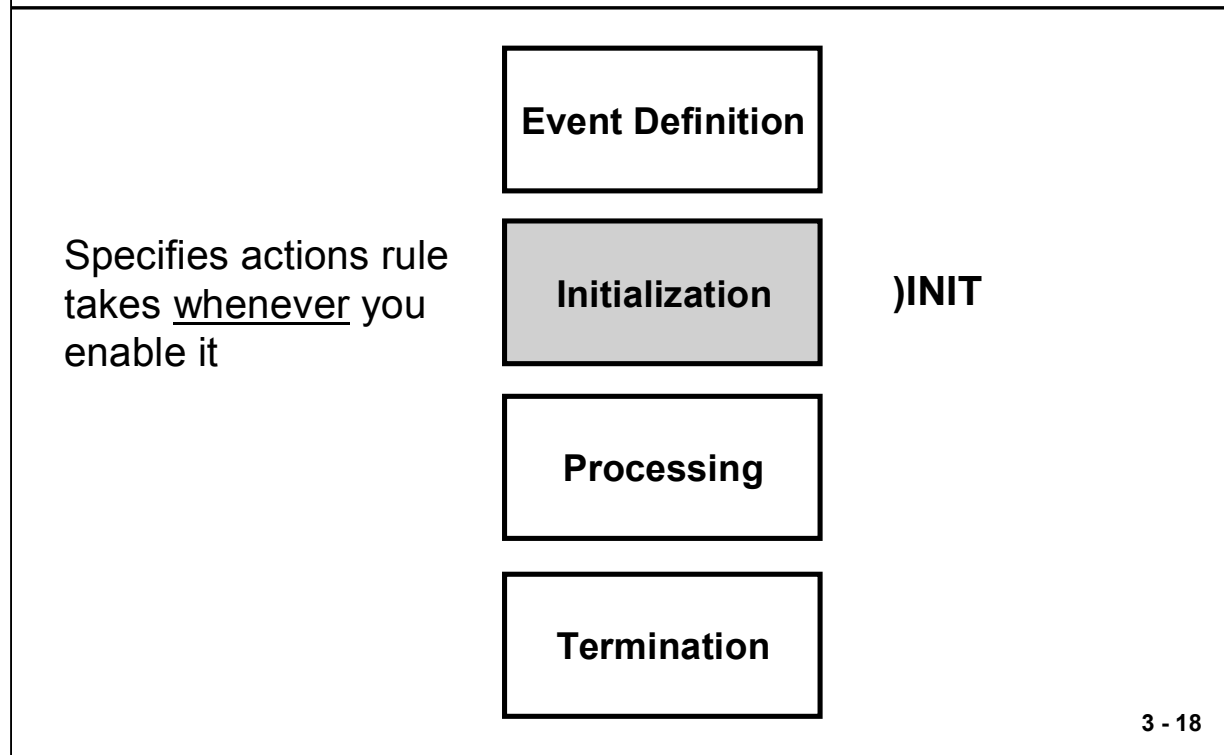 Event Definition
Specifies actions rule
takes whenever you
enable it
Initialization
)INIT
Processing
Termination
3 - 18